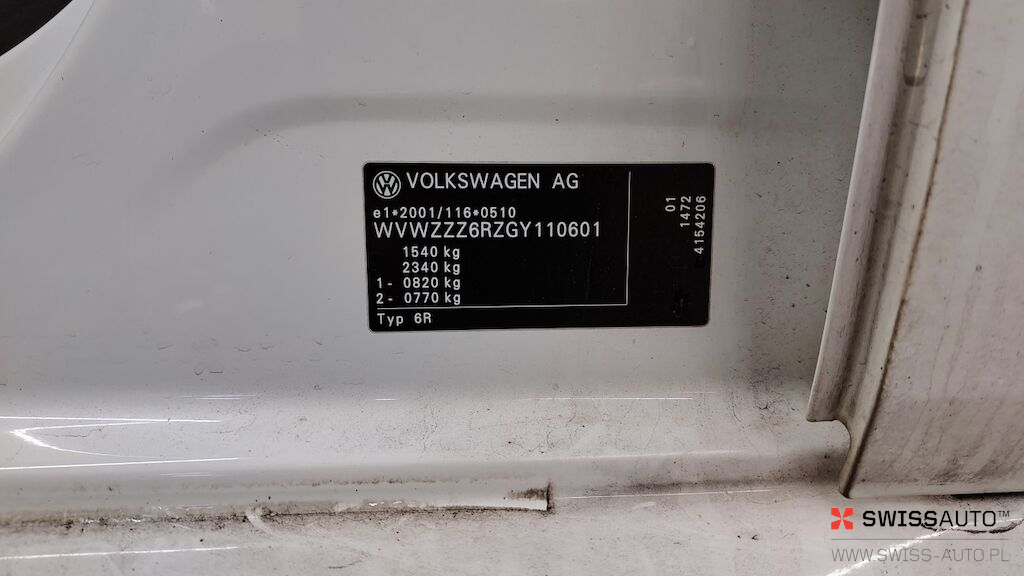 VOLKSWAGEN AG
e1*2001/116*0510
WVWZZZ6RZGY110601
1540 kg
2340 kg
1- 0820 kg
2- 0770 kg
Typ 6R
01
1472
4154206
SWISSAUTO™
WWW.SWISS-AUTO.PL